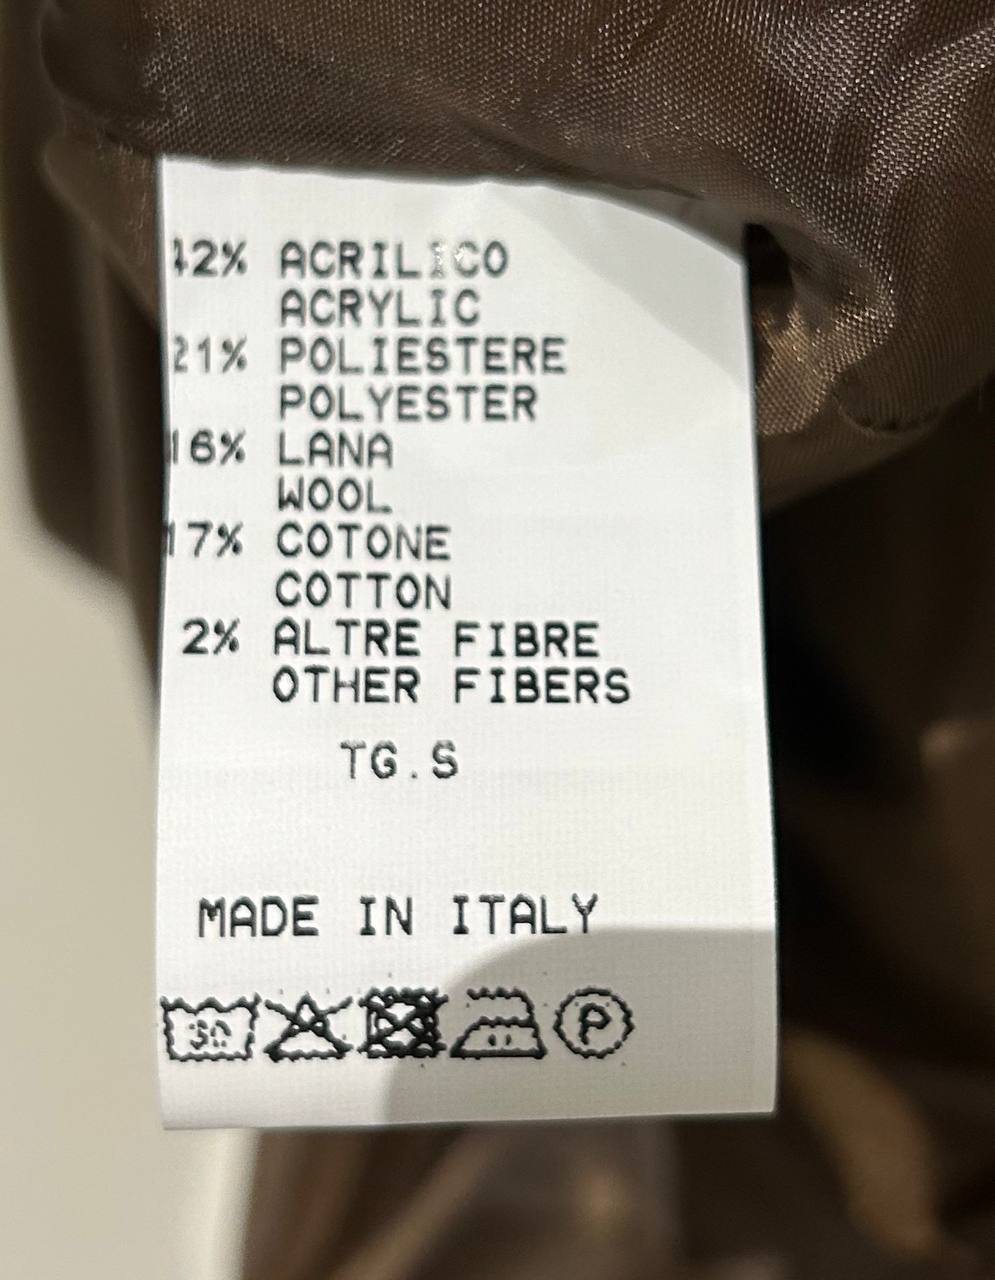 42% ACRILICO
ACRYLIC
21% POLIESTERE
POLYESTER
16% LANA
WOOL
17% COTONE
COTTON
2% ALTRE FIBRE
OTHER FIBERS
TG.S
MADE IN ITALY
30 P